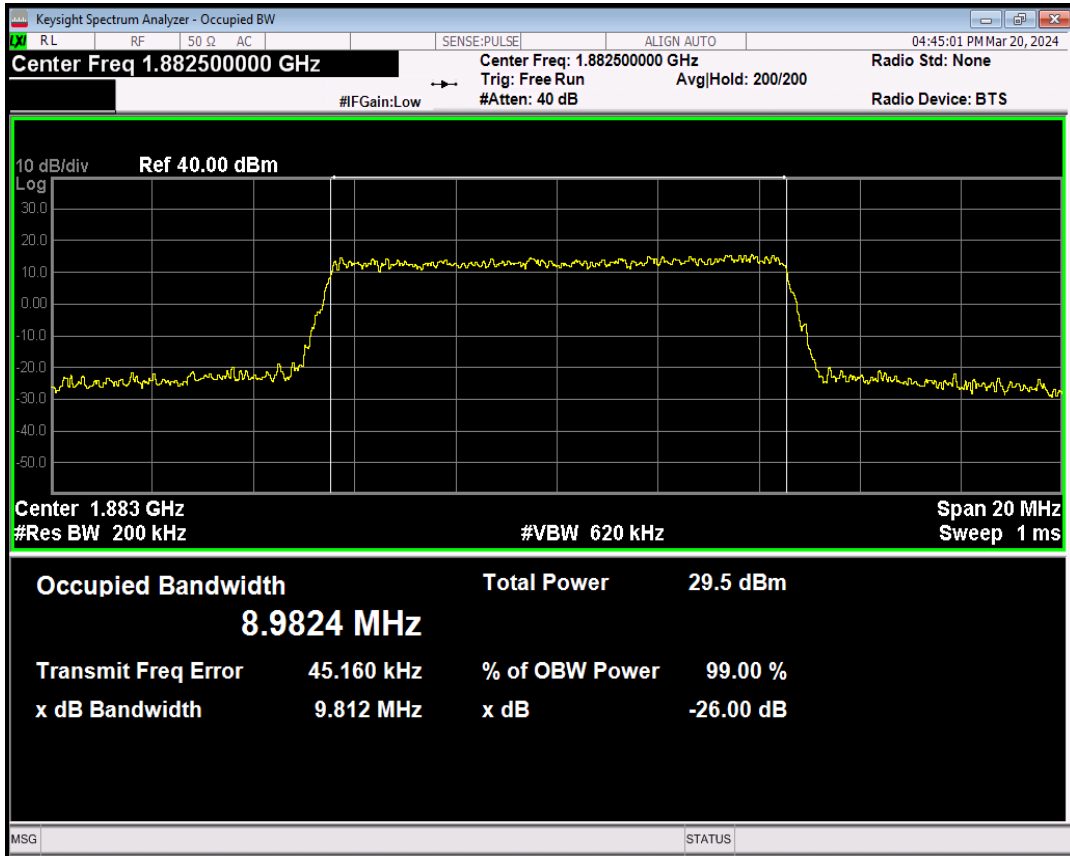 Keysight Spectrum Analyzer - Occupied BW
LXI RL RF 50 Ω AC SENSE:PULSE ALIGN AUTO 04:45:01 PM Mar 20, 2024
Center Freq 1.882500000 GHz Center Freq: 1.882500000 GHz Radio Std: None
Trig: Free Run Avg|Hold: 200/200
#IFGain:Low #Atten: 40 dB Radio Device: BTS
10 dB/div Ref 40.00 dBm
Log
30.0
20.0
10.0
0.00
-10.0
-20.0
-30.0
-40.0
-50.0
Center 1.883 GHz Span 20 MHz
#Res BW 200 kHz #VBW 620 kHz Sweep 1 ms
Occupied Bandwidth Total Power 29.5 dBm
8.9824 MHz
Transmit Freq Error 45.160 kHz % of OBW Power 99.00 %
x dB Bandwidth 9.812 MHz x dB -26.00 dB
MSG STATUS